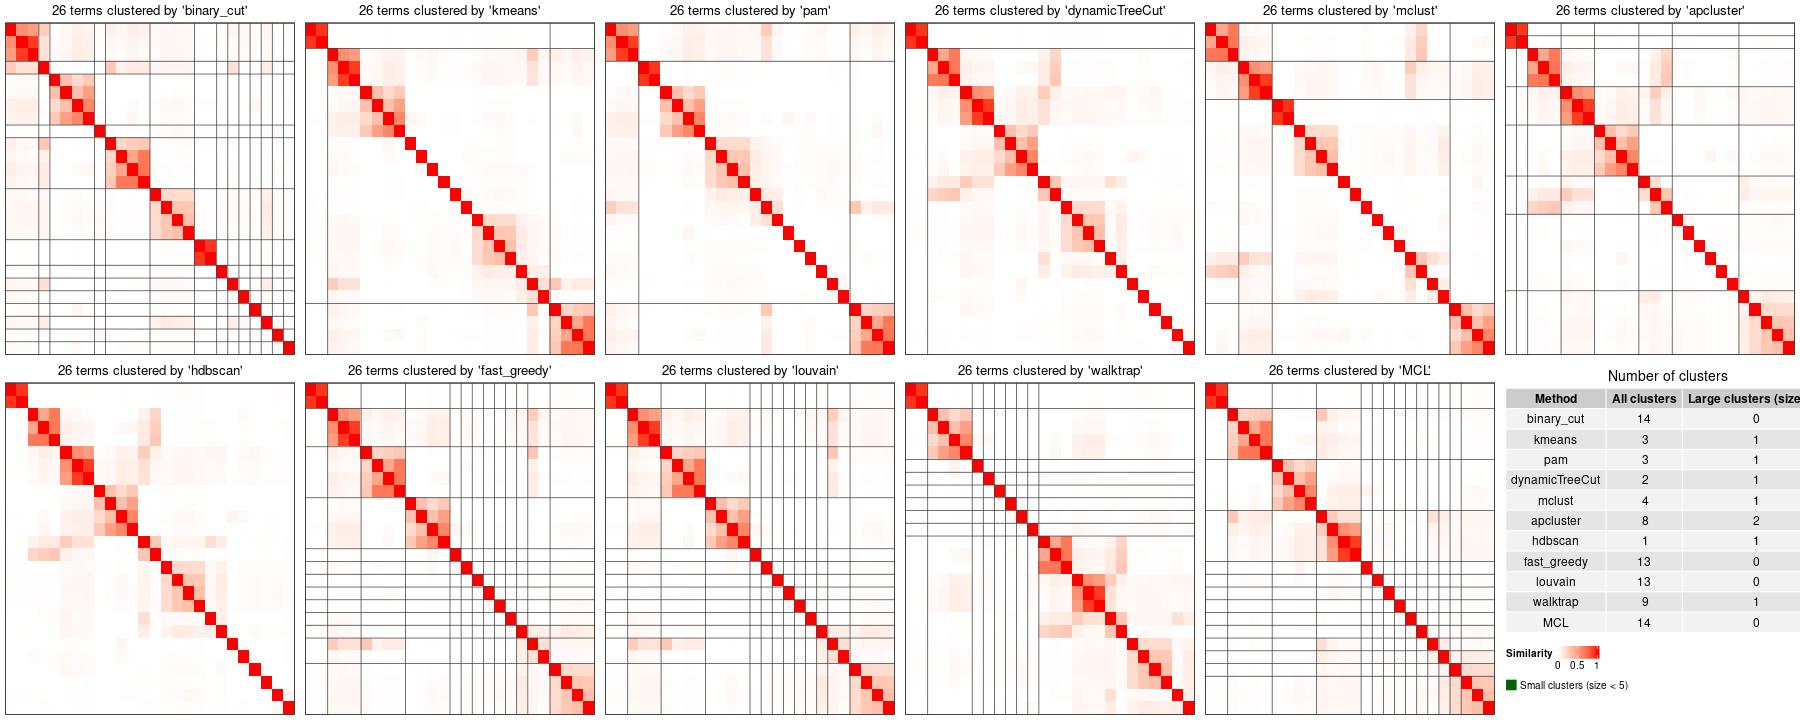 26 terms clustered by 'binary_cut'
26 terms clustered by 'kmeans'
26 terms clustered by 'pam'
26 terms clustered by 'dynamicTreeCut'
26 terms clustered by 'mclust'
26 terms clustered by 'apcluster'
26 terms clustered by 'hdbscan'
26 terms clustered by 'fast_greedy'
26 terms clustered by 'louvain'
26 terms clustered by 'walktrap'
26 terms clustered by 'MCL'
Number of clusters
Method All clusters Large clusters (size
binary_cut 14 0
kmeans 3 1
pam 3 1
dynamicTreeCut 2 1
mclust 4 1
apcluster 8 2
hdbscan 1 1
fast_greedy 13 0
louvain 13 0
walktrap 9 1
MCL 14 0
Similarity
0 0.5 1
Small clusters (size < 5)